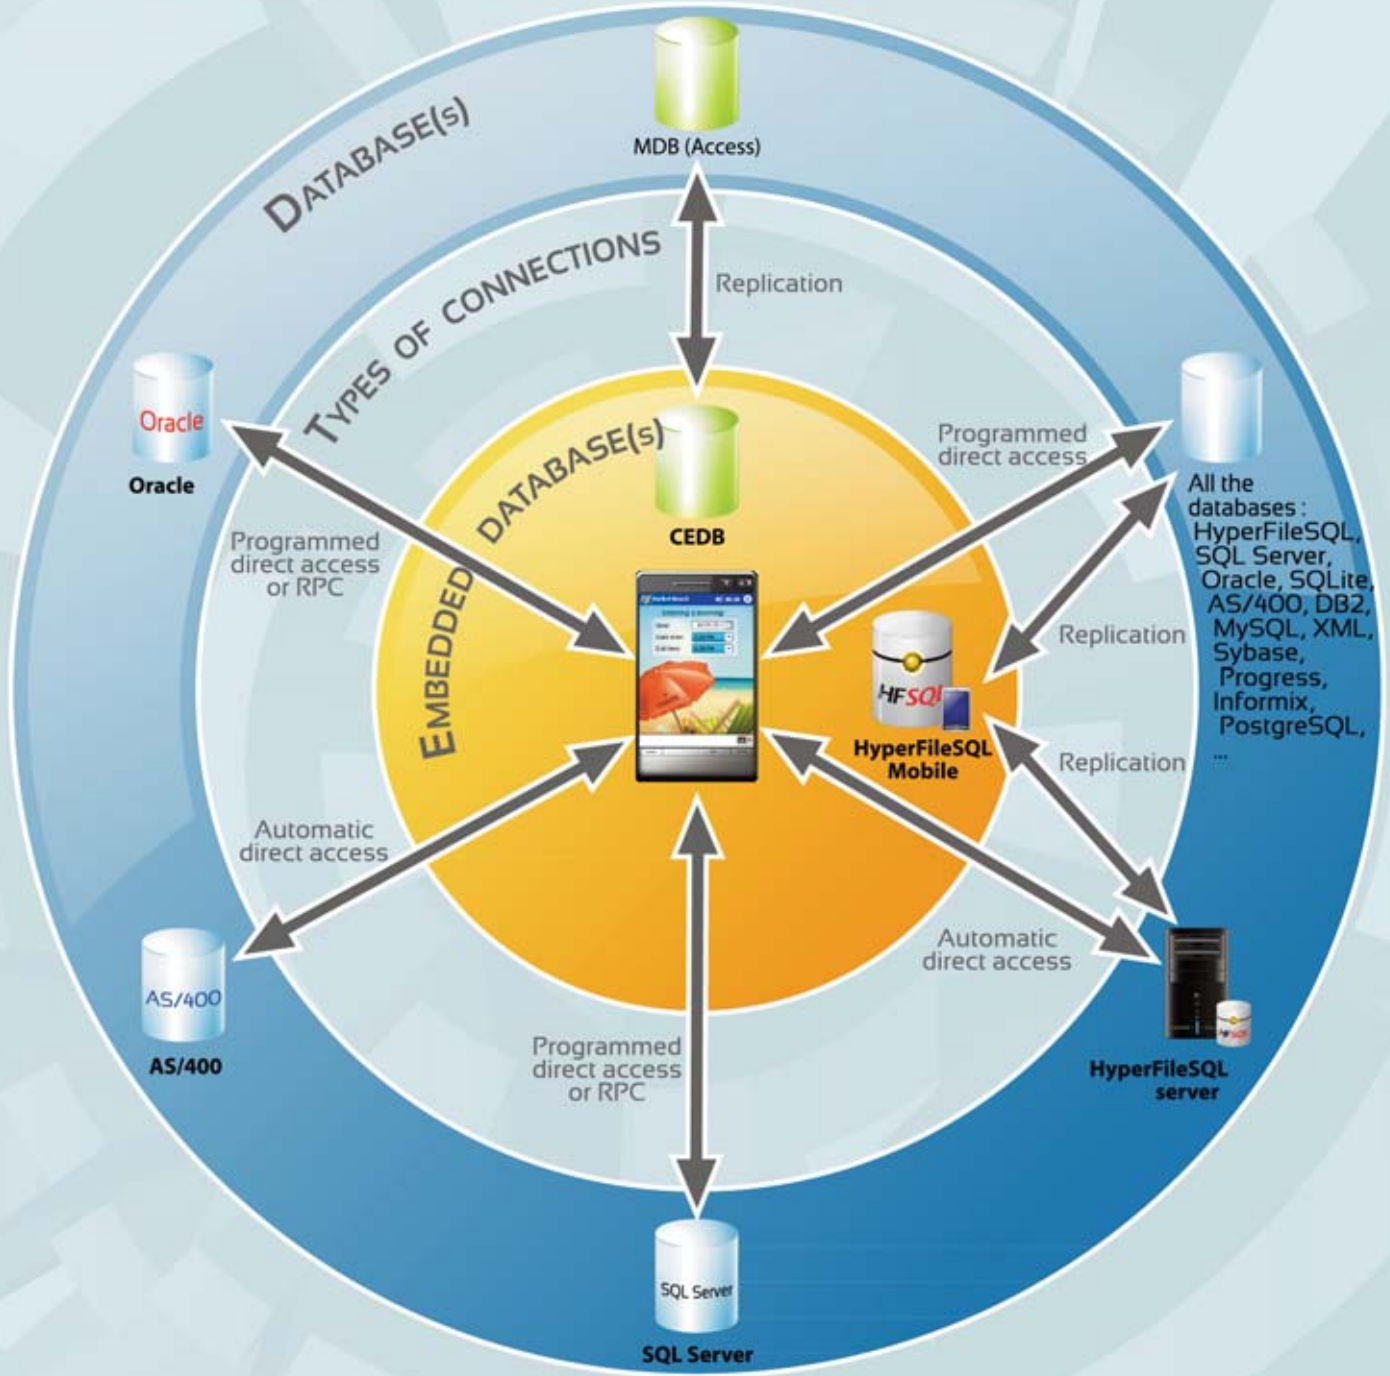 DATABASE(s)
MDB (Access)
TYPES OF CONNECTIONS
Replication
EMBEDDED DATABASE(s)
CEDB
Oracle
Oracle
Programmed
direct access
or RPC
Programmed
direct access
All the
databases :
HyperFileSQL,
SQL Server,
Oracle, SQLite,
AS/400, DB2,
MySQL, XML,
Sybase,
Progress,
Informix,
PostgreSQL,
...
Replication
HFSQL
HyperFileSQL
Mobile
Replication
Automatic
direct access
AS/400
AS/400
Automatic
direct access
HFSQL
HyperFileSQL
server
Programmed
direct access
or RPC
SQL Server
SQL Server